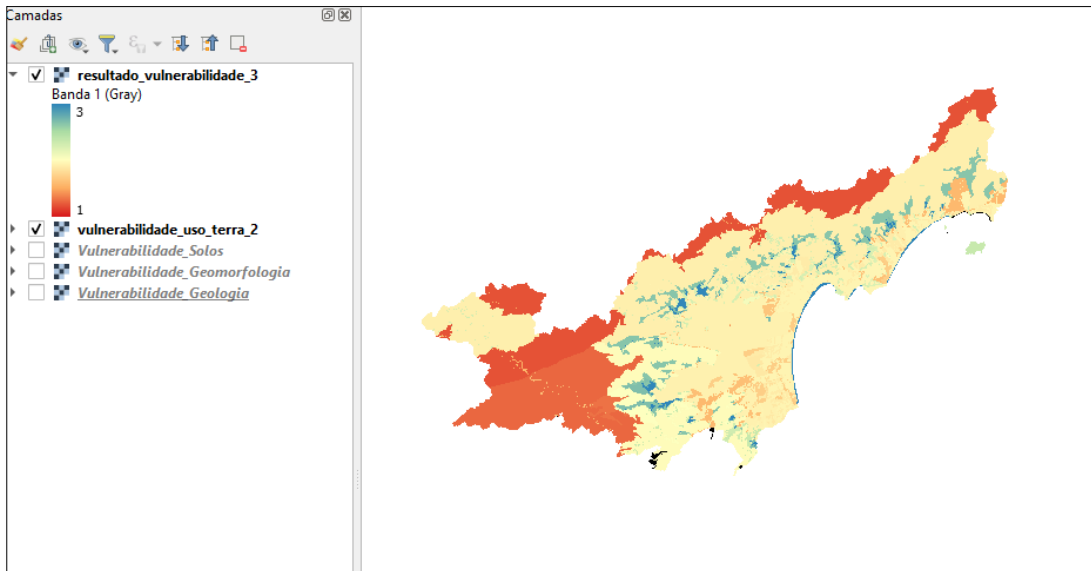 Camadas
resultado_vulnerabilidade_3
Banda 1 (Gray)
3
1
vulnerabilidade_uso_terra_2
Vulnerabilidade_Solos
Vulnerabilidade_Geomorfologia
Vulnerabilidade_Geologia